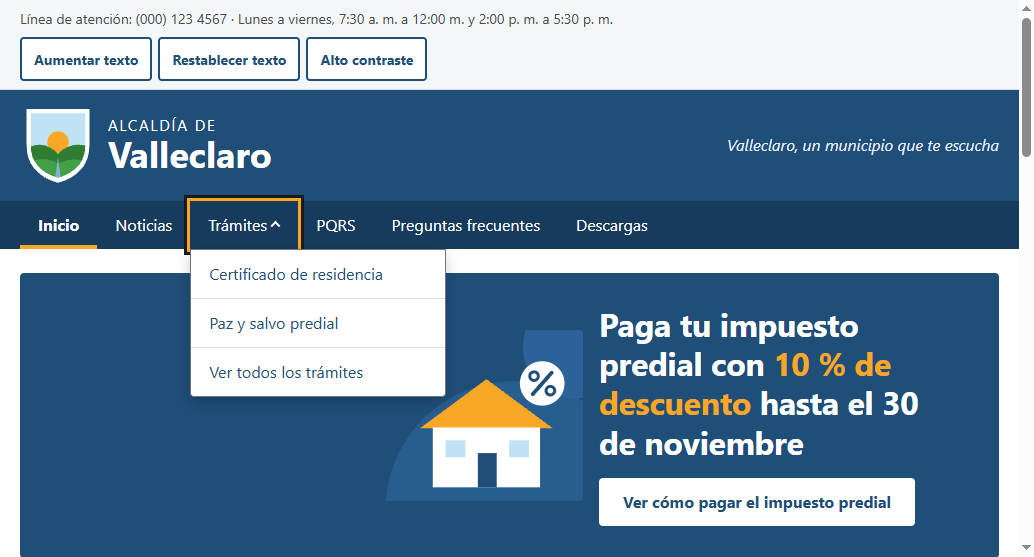 Línea de atención: (000) 123 4567 · Lunes a viernes, 7:30 a. m. a 12:00 m. y 2:00 p. m. a 5:30 p. m.
Aumentar texto
Restablecer texto
Alto contraste
ALCALDÍA DE
Valleclaro
Valleclaro, un municipio que te escucha
Inicio
Noticias
Trámites
PQRS
Preguntas frecuentes
Descargas
Certificado de residencia
Paz y salvo predial
Ver todos los trámites
%
Paga tu impuesto
predial con 10 % de
descuento hasta el 30
de noviembre
Ver cómo pagar el impuesto predial